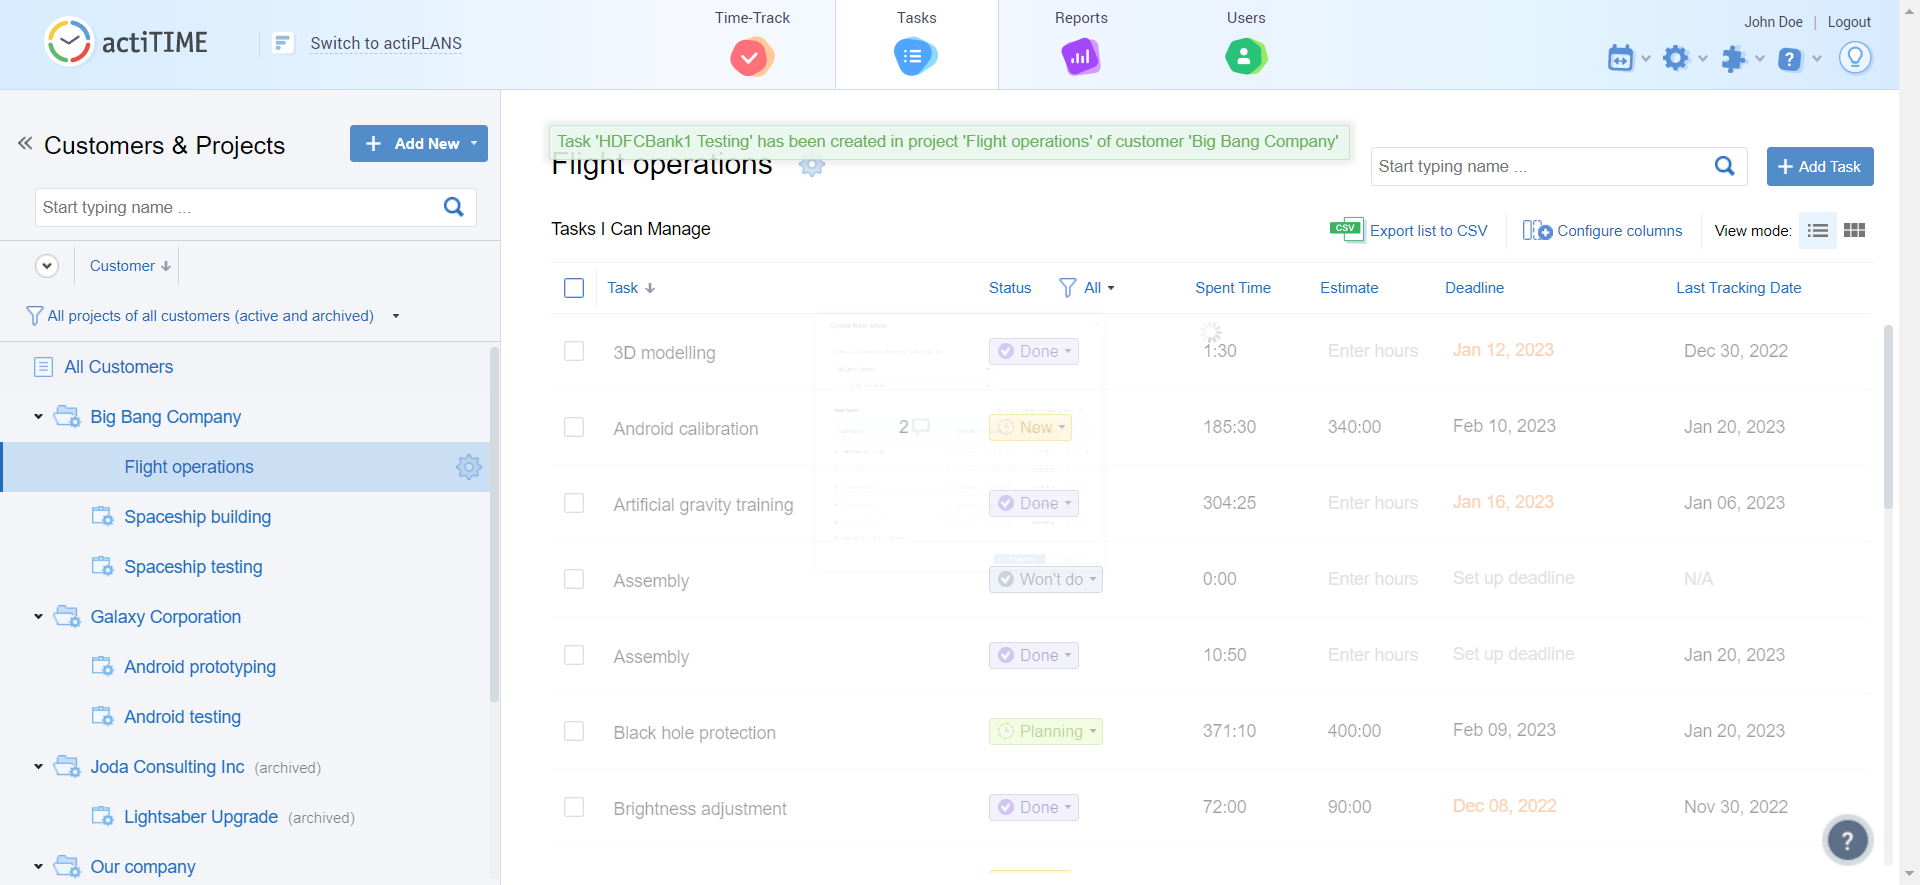 actiTIME
Switch to actiPLANS
Time-Track
Tasks
Reports
Users
John Doe | Logout
Customers & Projects
+ Add New
Start typing name ...
Customer
All projects of all customers (active and archived)
All Customers
Big Bang Company
Flight operations
Spaceship building
Spaceship testing
Galaxy Corporation
Android prototyping
Android testing
Joda Consulting Inc (archived)
Lightsaber Upgrade (archived)
Our company
Task 'HDFCBank1 Testing' has been created in project 'Flight operations' of customer 'Big Bang Company'
Flight operations
Start typing name ...
+ Add Task
Tasks I Can Manage
CSV Export list to CSV
Configure columns
View mode:
Task Status All Spent Time Estimate Deadline Last Tracking Date
3D modelling Done 1:30 Enter hours Jan 12, 2023 Dec 30, 2022
Android calibration 2 New 185:30 340:00 Feb 10, 2023 Jan 20, 2023
Artificial gravity training Done 304:25 Enter hours Jan 16, 2023 Jan 06, 2023
Assembly Won't do 0:00 Enter hours Set up deadline N/A
Assembly Done 10:50 Enter hours Set up deadline Jan 20, 2023
Black hole protection Planning 371:10 400:00 Feb 09, 2023 Jan 20, 2023
Brightness adjustment Done 72:00 90:00 Dec 08, 2022 Nov 30, 2022
?